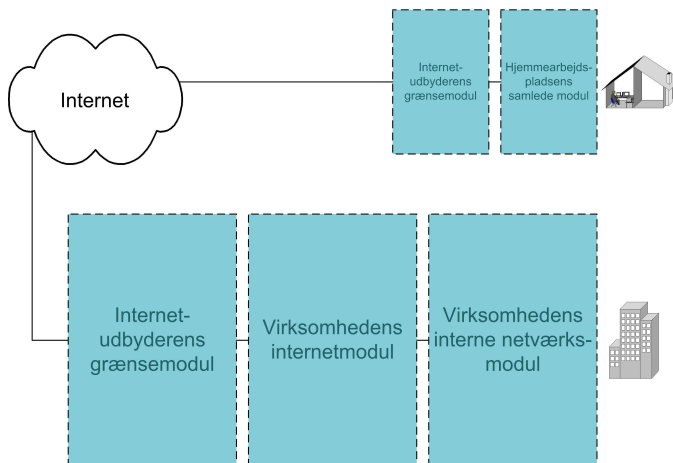 Internet
Internet-
udbyderens
grænsemodul
Hjemmearbejds-
pladsens
samlede modul
Internet-
udbyderens
grænsemodul
Virksomhedens
internetmodul
Virksomhedens
interne netværks-
modul